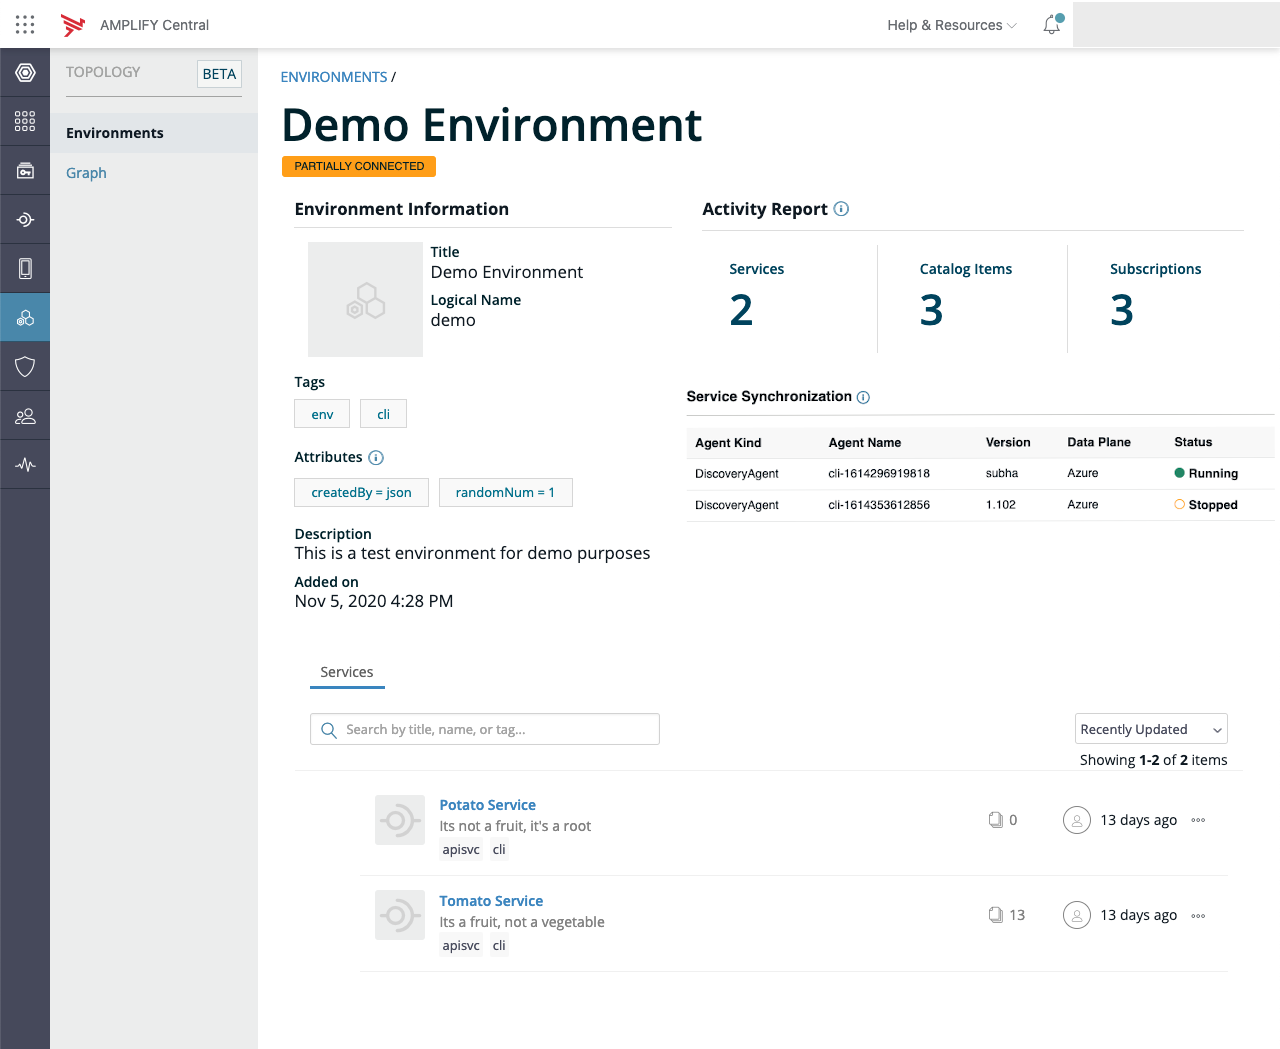 AMPLIFY Central
Help & Resources
TOPOLOGY
BETA
Environments
Graph
ENVIRONMENTS /
Demo Environment
PARTIALLY CONNECTED
Environment Information
Title
Demo Environment
Logical Name
demo
Tags
env cli
Attributes
createdBy = json randomNum = 1
Description
This is a test environment for demo purposes
Added on
Nov 5, 2020 4:28 PM
Activity Report
Services Catalog Items Subscriptions
2 3 3
Service Synchronization
Agent Kind Agent Name Version Data Plane Status
DiscoveryAgent cli-1614296919818 subha Azure Running
DiscoveryAgent cli-1614353612856 1.102 Azure Stopped
Services
Search by title, name, or tag...
Recently Updated
Showing 1-2 of 2 items
Potato Service
Its not a fruit, it's a root
apisvc cli
0 13 days ago
Tomato Service
Its a fruit, not a vegetable
apisvc cli
13 13 days ago